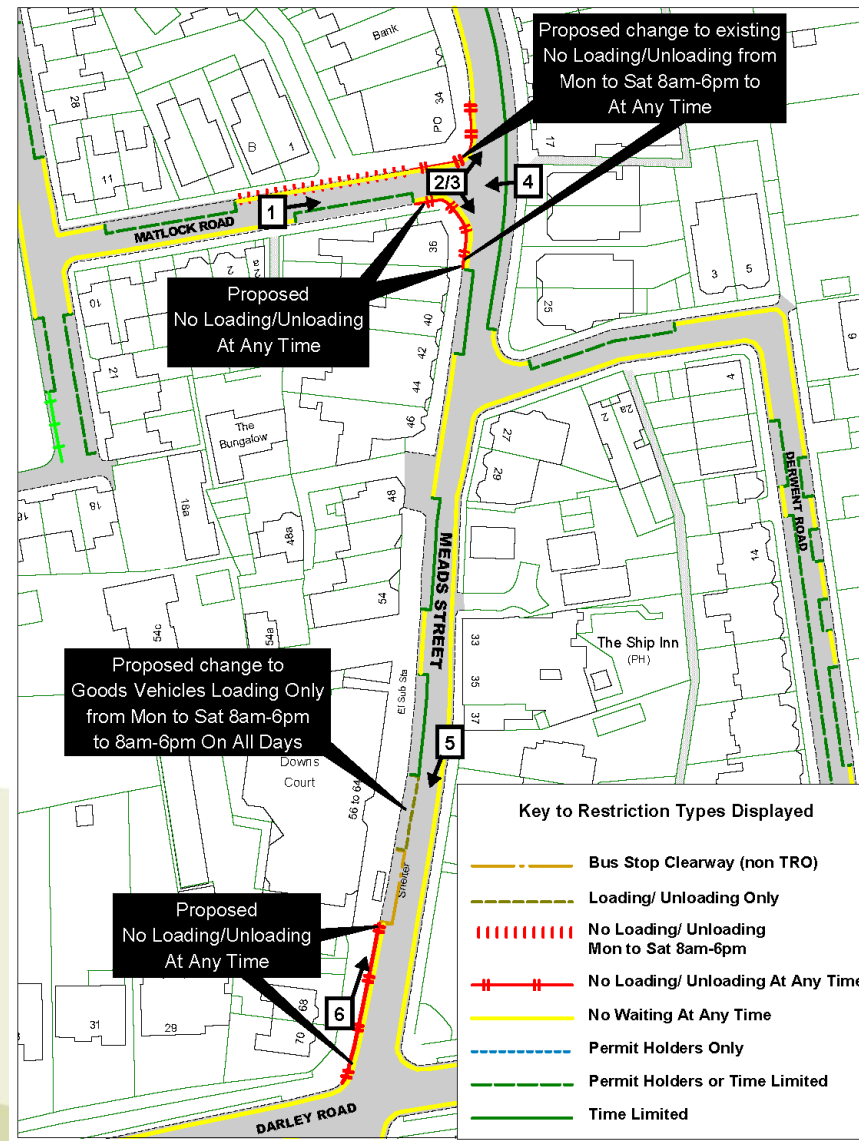 Proposed change to existing
No Loading/Unloading from
Mon to Sat 8am-6pm to
At Any Time
Bank
28
34
PO
17
B
1
11
2/3
4
1
MATLOCK ROAD
36
3
5
2
2a
10
Proposed
No Loading/Unloading
At Any Time
25
40
42
44
46
21
6
4
The
Bungalow
27
29
2
2a
DERWENT ROAD
16
18
18a
48
48a
MEADS STREET
14
54
54c
54a
33
35
37
The Ship Inn
(PH)
El Sub Sta
Proposed change to
Goods Vehicles Loading Only
from Mon to Sat 8am-6pm
to 8am-6pm On All Days
5
Downs
Court
56 to 64
Shelter
Proposed
No Loading/Unloading
At Any Time
6
68
70
31
29
DARLEY ROAD
Key to Restriction Types Displayed
Bus Stop Clearway (non TRO)
Loading/ Unloading Only
No Loading/ Unloading
Mon to Sat 8am-6pm
No Loading/ Unloading At Any Time
No Waiting At Any Time
Permit Holders Only
Permit Holders or Time Limited
Time Limited